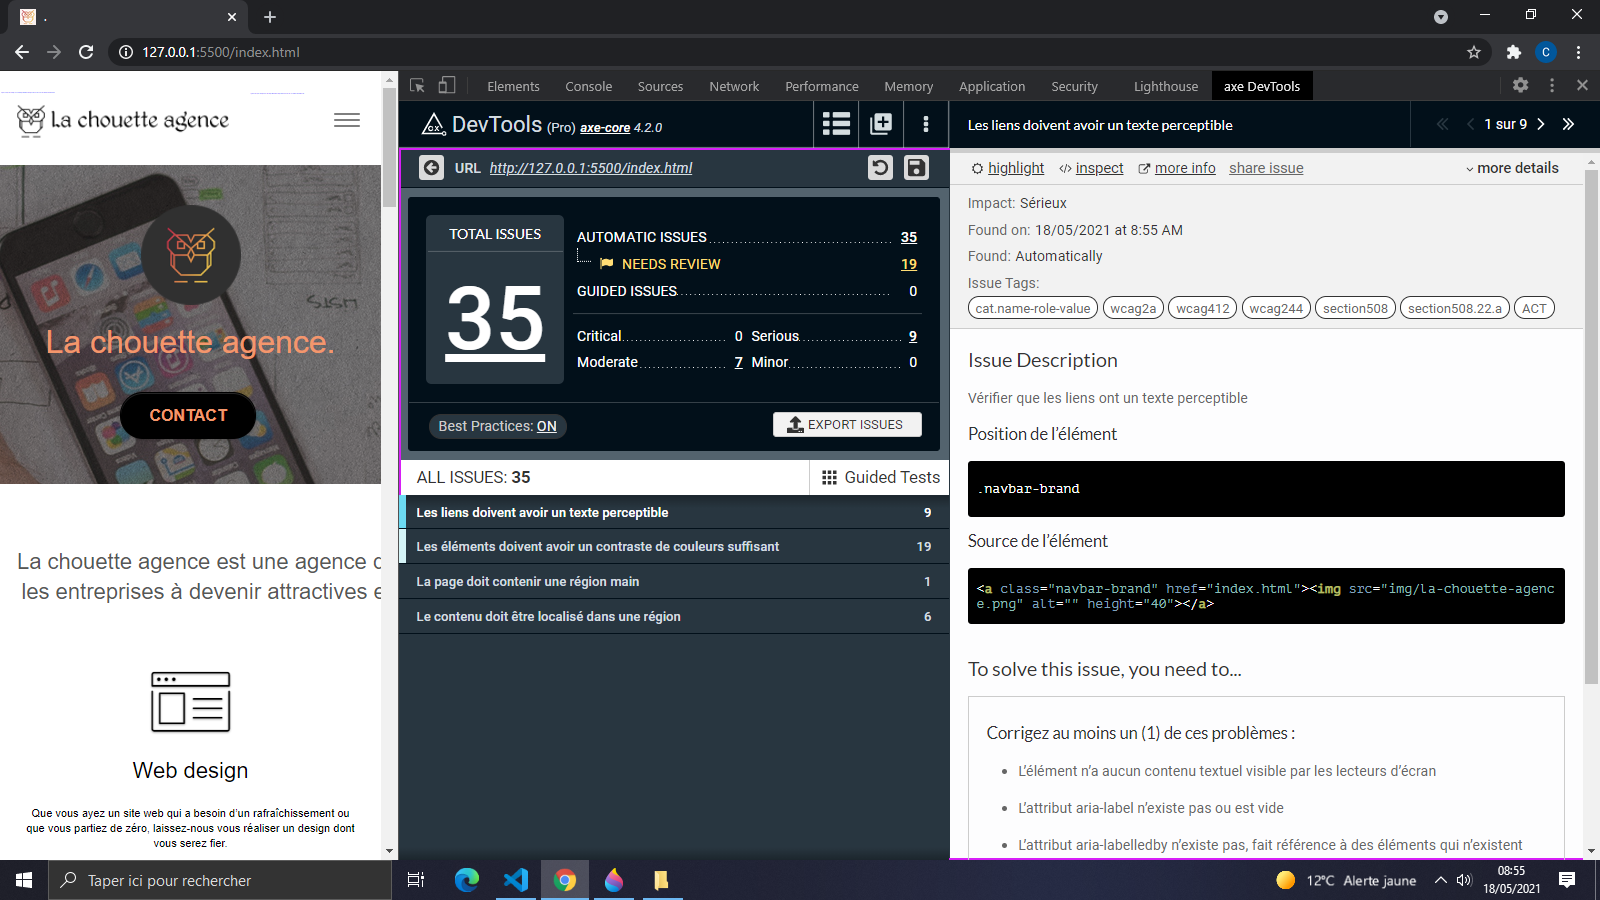 .
127.0.0.1:5500/index.html
C
La chouette agence
La chouette agence.
CONTACT
La chouette agence est une agence d
les entreprises à devenir attractives e
Web design
Que vous ayez un site web qui a besoin d'un rafraîchissement ou
que vous partiez de zéro, laissez-nous vous réaliser un design dont
vous serez fier.
Elements Console Sources Network Performance Memory Application Security Lighthouse axe DevTools
DevTools (Pro) axe-core 4.2.0
URL http://127.0.0.1:5500/index.html
TOTAL ISSUES
35
AUTOMATIC ISSUES 35
NEEDS REVIEW 19
GUIDED ISSUES 0
Critical 0 Serious 9
Moderate 7 Minor 0
Best Practices: ON
EXPORT ISSUES
ALL ISSUES: 35
Guided Tests
Les liens doivent avoir un texte perceptible 9
Les éléments doivent avoir un contraste de couleurs suffisant 19
La page doit contenir une région main 1
Le contenu doit être localisé dans une région 6
Les liens doivent avoir un texte perceptible
1 sur 9
highlight inspect more info share issue more details
Impact: Sérieux
Found on: 18/05/2021 at 8:55 AM
Found: Automatically
Issue Tags:
cat.name-role-value wcag2a wcag412 wcag244 section508 section508.22.a ACT
Issue Description
Vérifier que les liens ont un texte perceptible
Position de l'élément
.navbar-brand
Source de l'élément
<a class="navbar-brand" href="index.html"><img src="img/la-chouette-agenc
e.png" alt="" height="40"></a>
To solve this issue, you need to...
Corrigez au moins un (1) de ces problèmes :
L'élément n'a aucun contenu textuel visible par les lecteurs d'écran
L'attribut aria-label n'existe pas ou est vide
L'attribut aria-labelledby n'existe pas, fait référence à des éléments qui n'existent
Taper ici pour rechercher
12°C Alerte jaune
08:55
18/05/2021